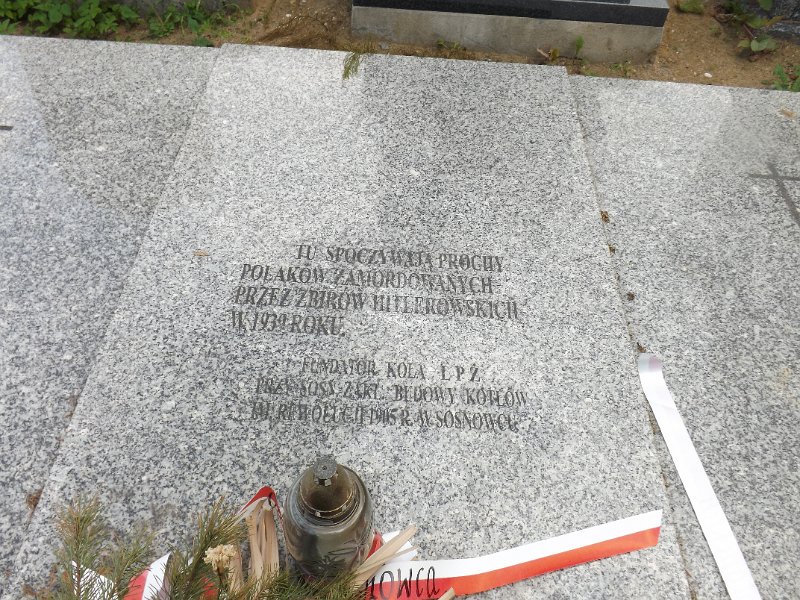 TU SPOCZYWAJĄ PROCHY
POLAKÓW ZAMORDOWANYCH
PRZEZ ZBIRÓW HITLEROWSKICH
W 1939 ROKU.
FUNDATOR KOŁA L P Ż
PRZY SOSN. ZAKŁ. BUDOWY KOTŁÓW
IM REWOLUCJI 1905 R. W SOSNOWCU